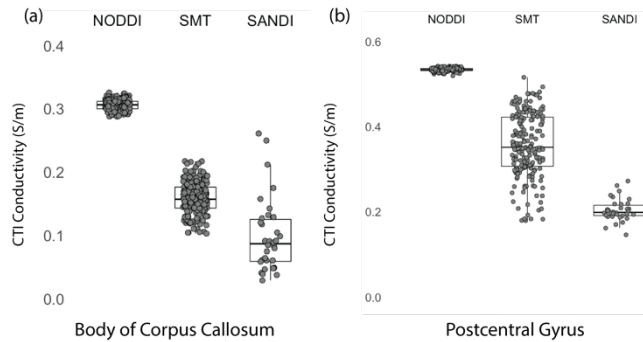 (a)
NODDI SMT SANDI
CTI Conductivity (S/m)
0.4
0.3
0.2
0.1
0.0
Body of Corpus Callosum
(b)
NODDI SMT SANDI
CTI Conductivity (S/m)
0.6
0.4
0.2
0.0
Postcentral Gyrus